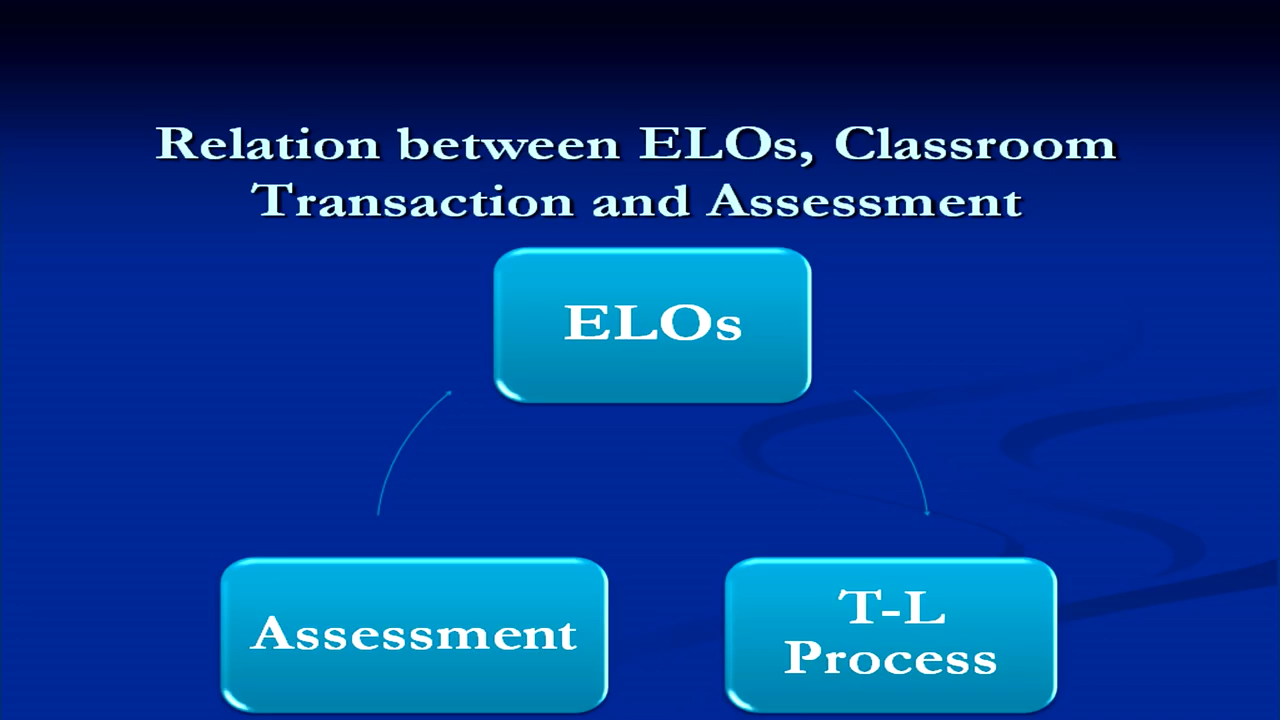 Relation between ELOs, Classroom
Transaction and Assessment
ELOs
Assessment
T-L
Process